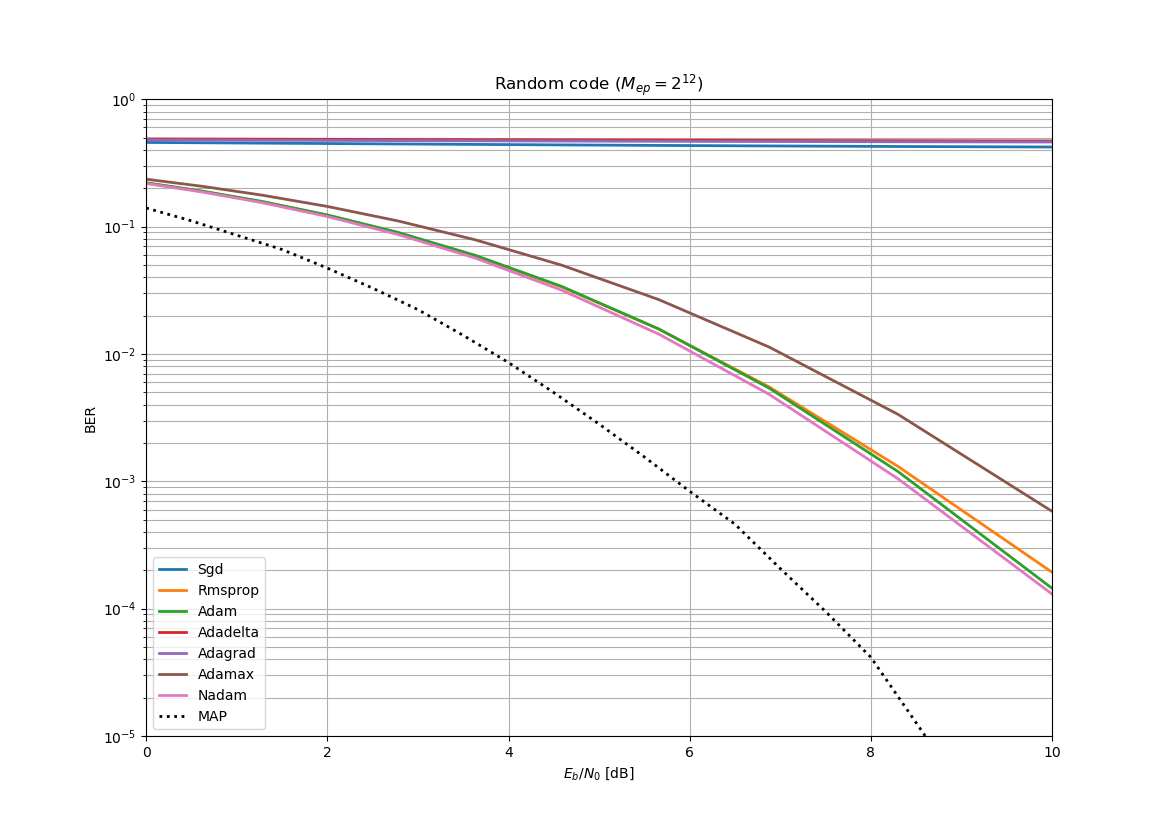 Random code ($M_{ep} = 2^{12}$)
BER
10^0
10^{-1}
10^{-2}
10^{-3}
10^{-4}
10^{-5}
Sgd
Rmsprop
Adam
Adadelta
Adagrad
Adamax
Nadam
MAP
0 2 4 6 8 10
$E_b/N_0$ [dB]